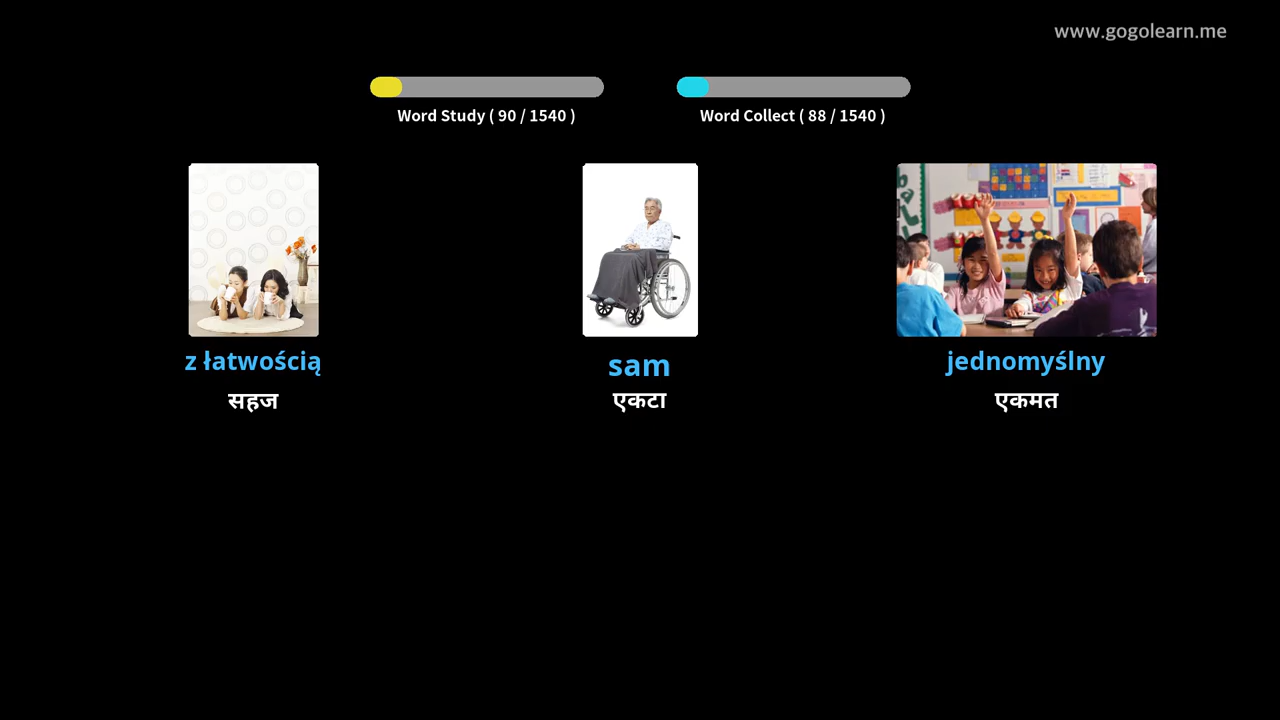 www.gogolearn.me
Word Study ( 90 / 1540 )
Word Collect ( 88 / 1540 )
z łatwością
सहज
sam
एकटा
jednomyślny
एकमत